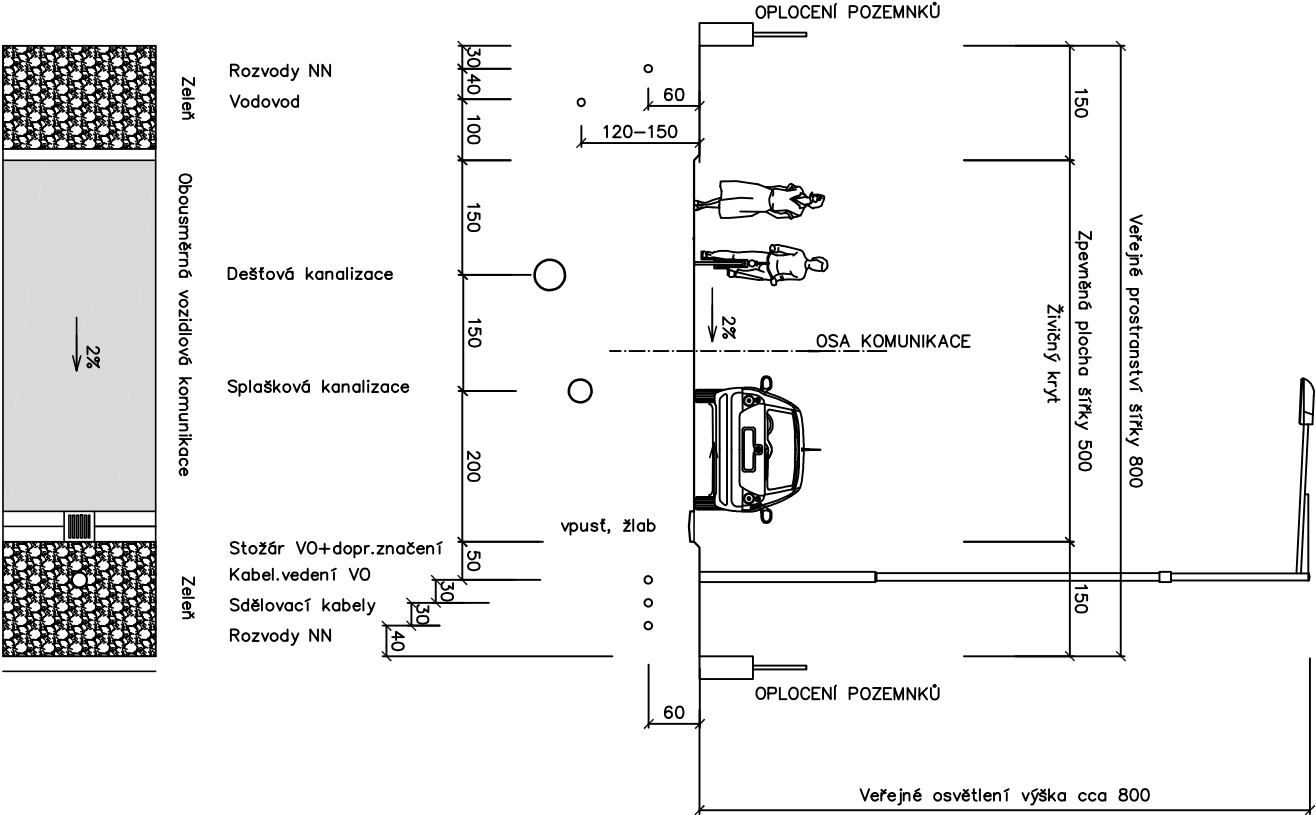 OPLOCENÍ POZEMNKŮ
Zeleň
Rozvody NN
Vodovod
30
40
100
60
120-150
150
Obousměrná vozidlová komunikace
2%
Dešťová kanalizace
150
150
Splašková kanalizace
200
2%
OSA KOMUNIKACE
Živičný kryt
Zpevněná plocha šířky 500
Veřejné prostranství šířky 800
vpusť, žlab
Zeleň
Stožár VO+dopr.značení
Kabel.vedení VO
Sdělovací kabely
Rozvody NN
50
30
30
40
150
OPLOCENÍ POZEMNKŮ
60
Veřejné osvětlení výška cca 800